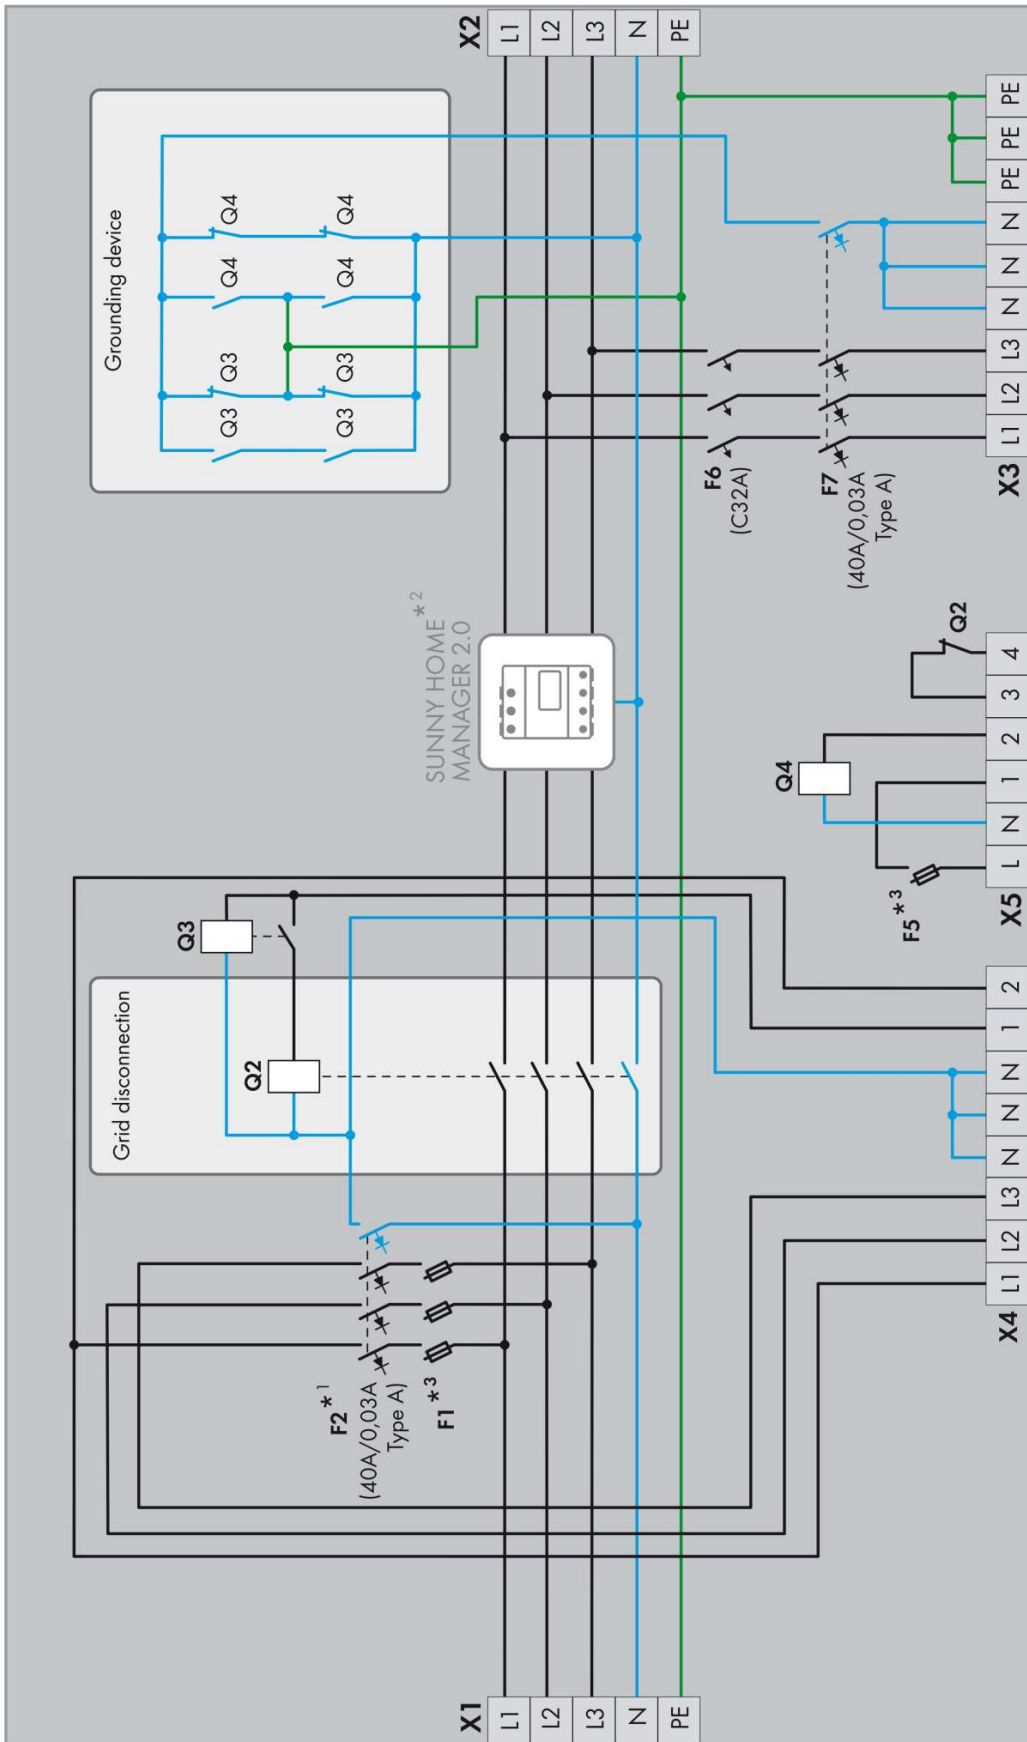 X2
L1
L2
L3
N
PE
Grounding device
Q4
Q4
Q4
Q4
Q3
Q3
Q3
Q3
F6
(C32A)
F7
(40A/0,03A
Type A)
PE
PE
PE
N
N
N
L3
L2
L1
X3
SUNNY HOME*2
MANAGER 2.0
Q2
4
3
2
1
N
L
X5
Q4
F5*3
Q3
Grid disconnection
Q2
2
1
N
N
N
L3
L2
L1
X4
F2*1
(40A/0,03A
Type A)
F1*3
X1
L1
L2
L3
N
PE